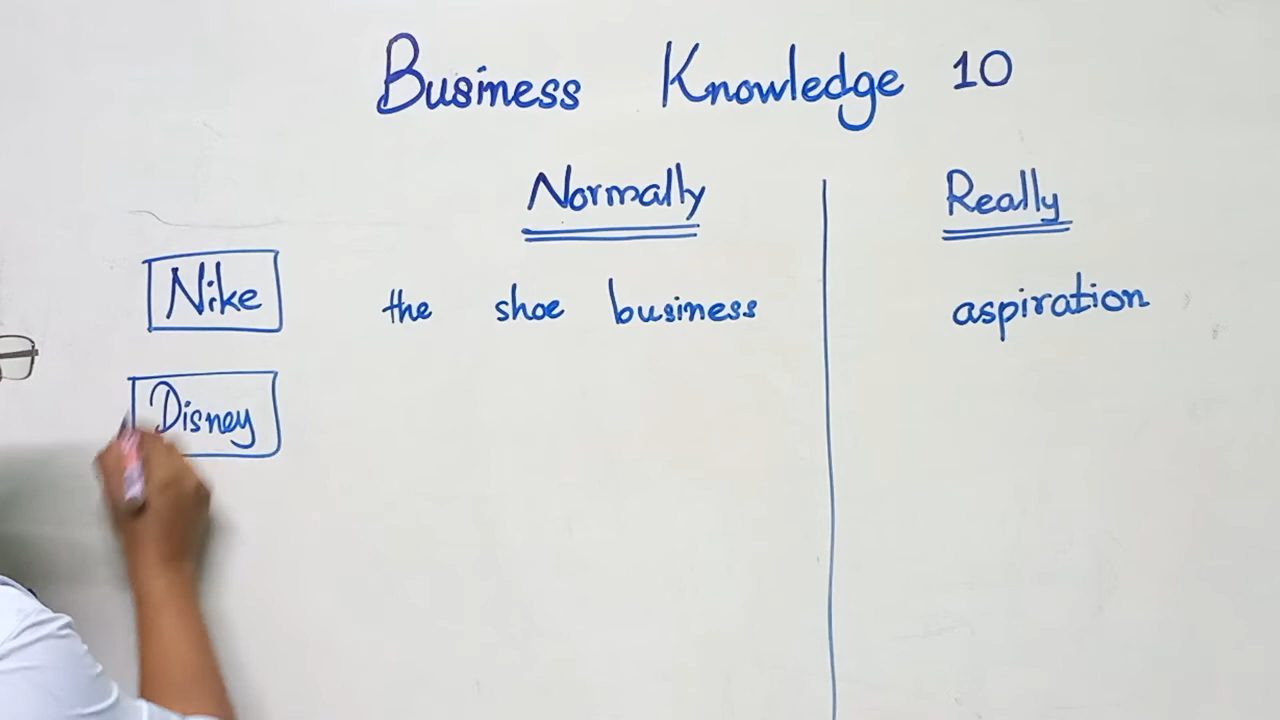 Business Knowledge 10
Normally Really
Nike the shoe business aspiration
Disney